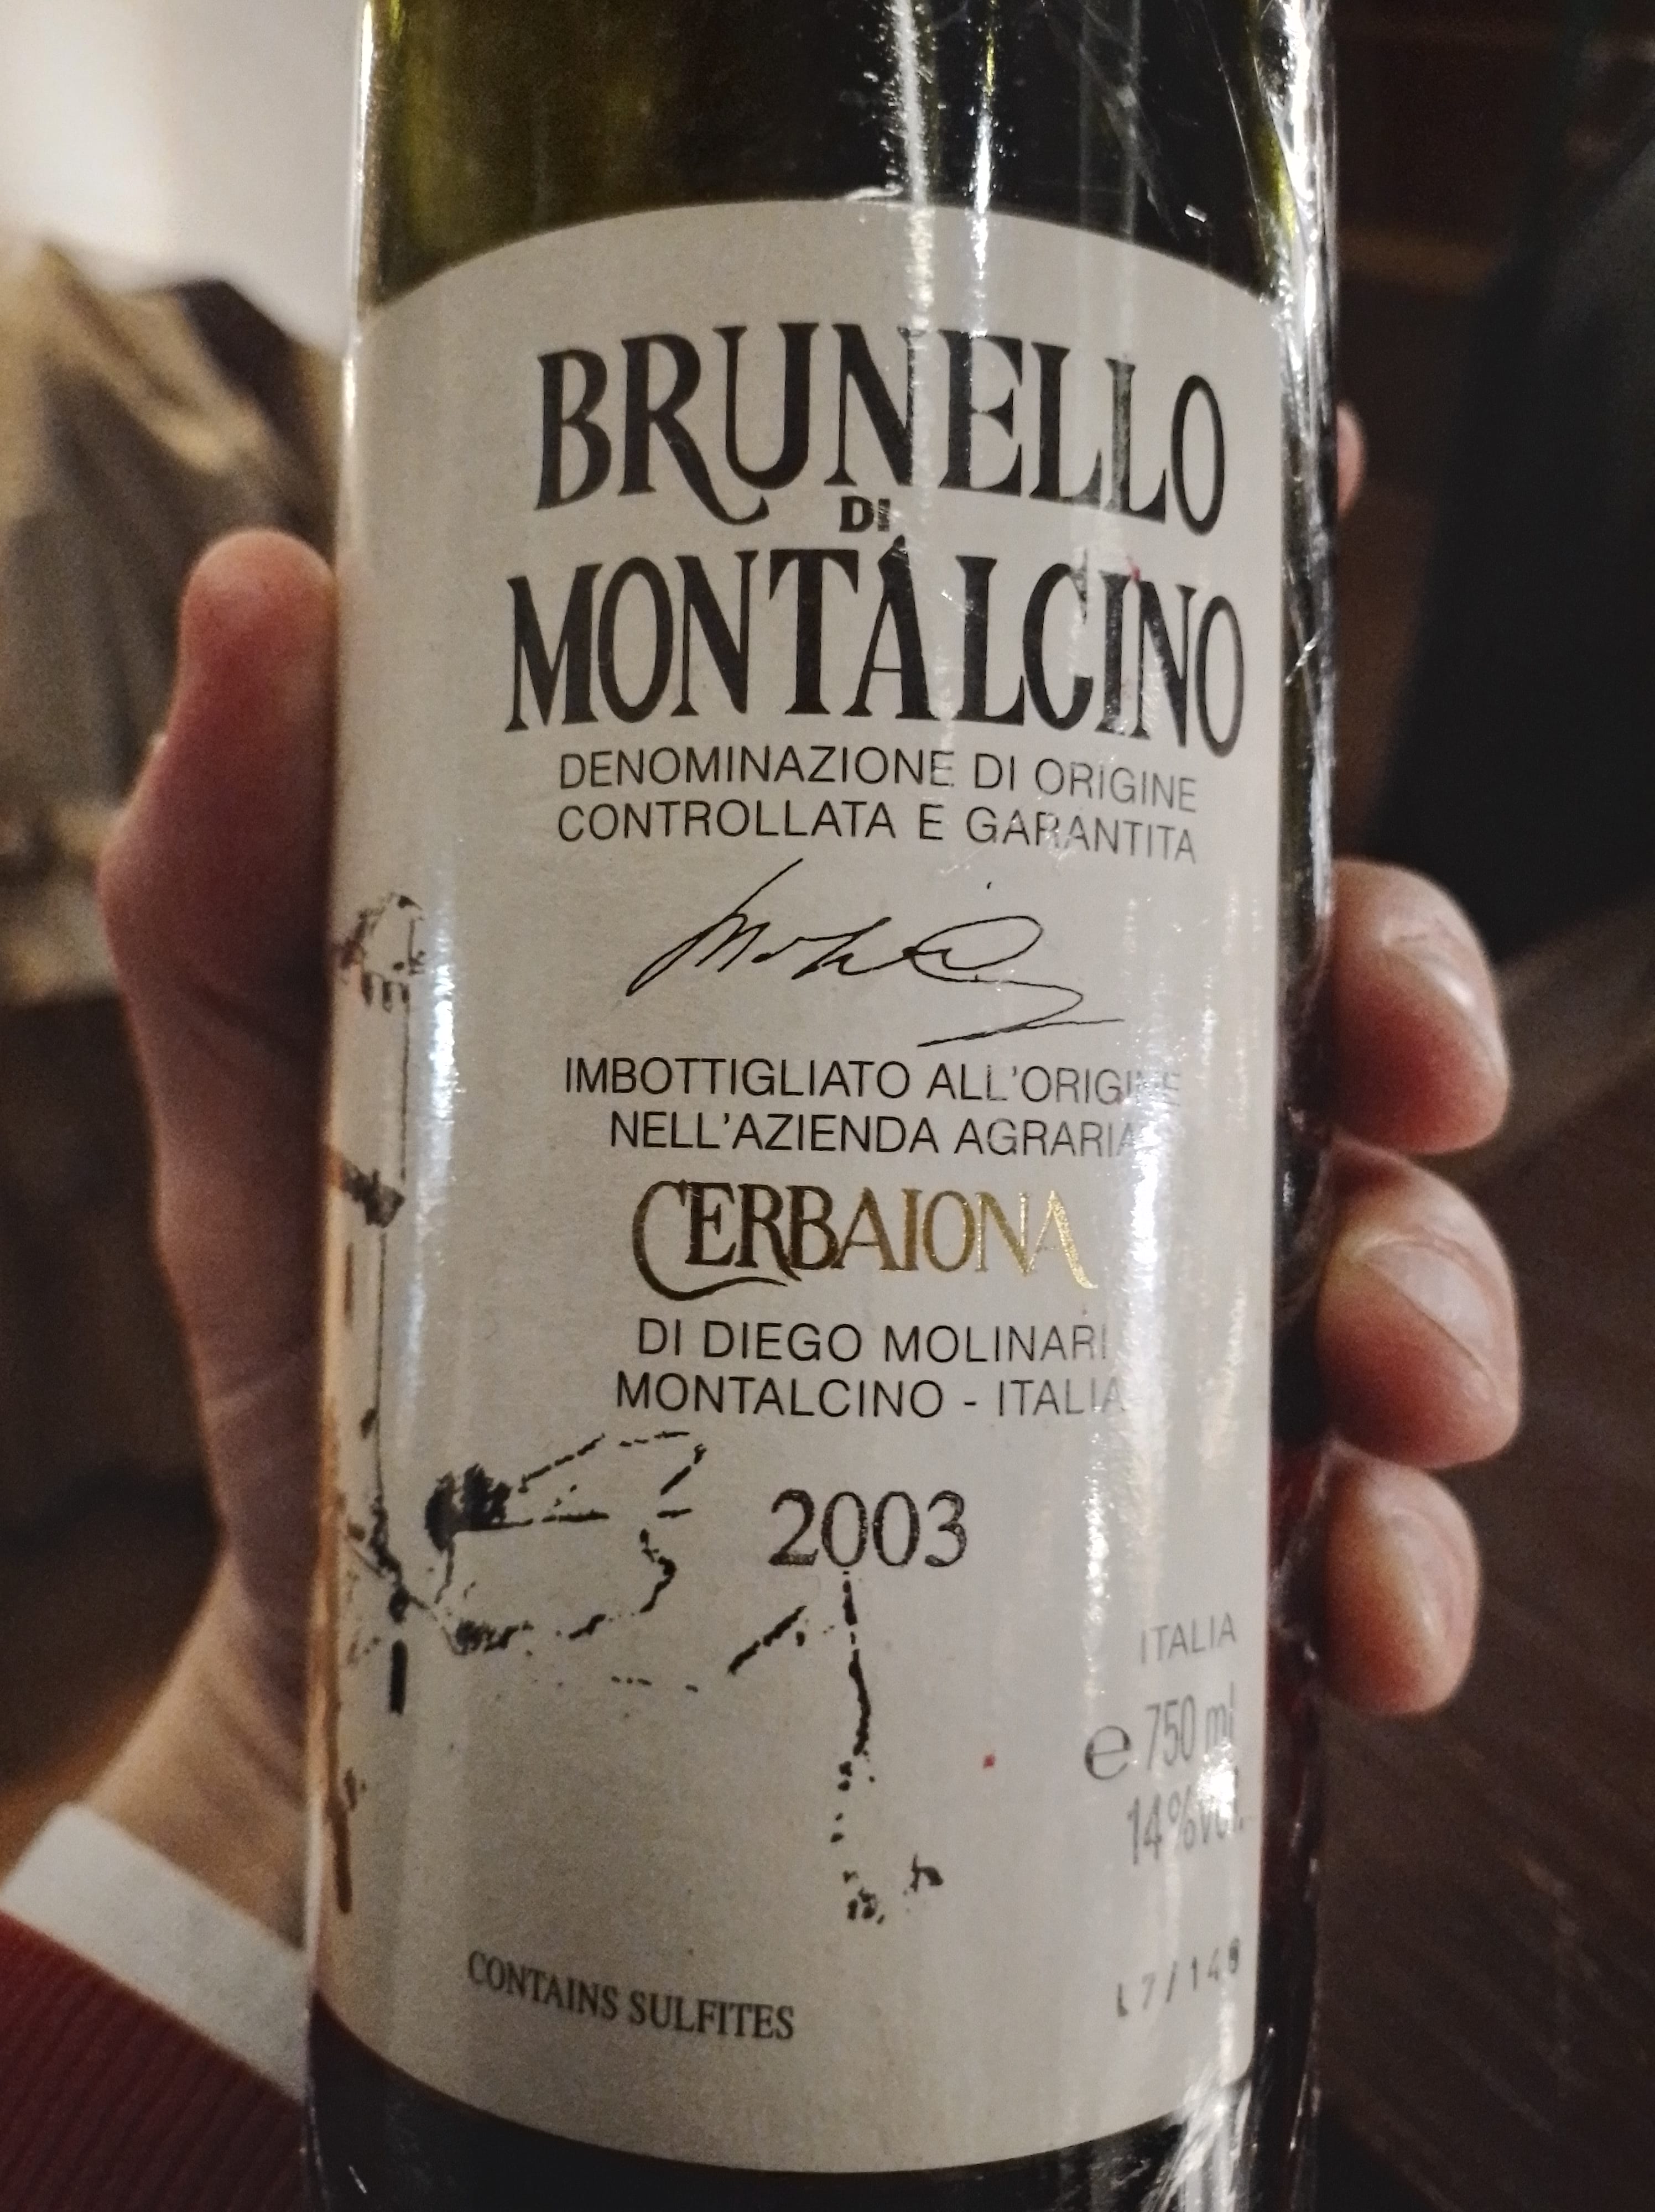 BRUNELLO
DI
MONTALCINO
DENOMINAZIONE DI ORIGINE
CONTROLLATA E GARANTITA
IMBOTTIGLIATO ALL'ORIGINE
NELL'AZIENDA AGRARIA
CERBAIONA
DI DIEGO MOLINARI
MONTALCINO - ITALIA
2003
ITALIA
e 750 ml
14%vol.
CONTAINS SULFITES